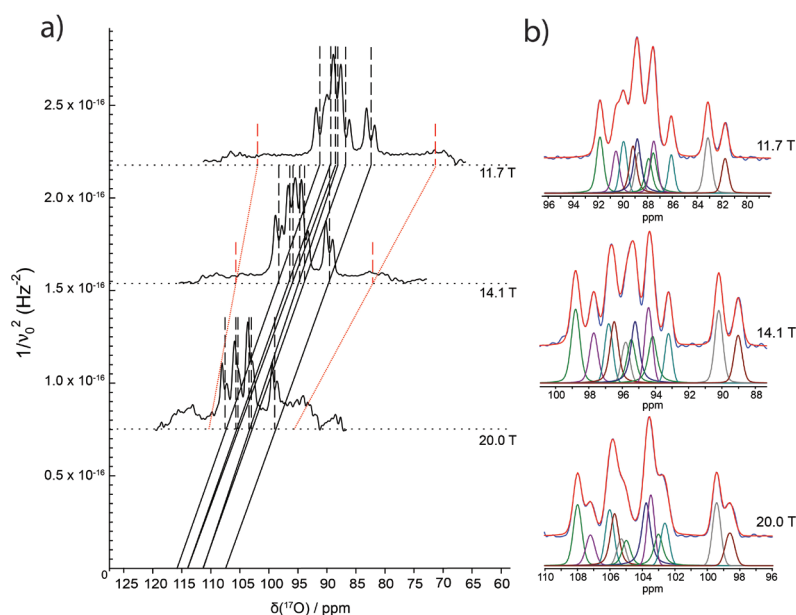 a)
1/ν₀² (Hz⁻²)
2.5 x 10⁻¹⁶
2.0 x 10⁻¹⁶
1.5 x 10⁻¹⁶
1.0 x 10⁻¹⁶
0.5 x 10⁻¹⁶
0
11.7 T
14.1 T
20.0 T
125 120 115 110 105 100 95 90 85 80 75 70 65 60
δ(¹⁷O) / ppm
b)
11.7 T
96 94 92 90 88 86 84 82 80
ppm
14.1 T
100 98 96 94 92 90 88
ppm
20.0 T
110 108 106 104 102 100 98 96
ppm